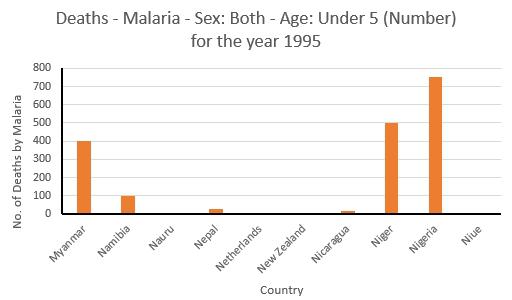 Deaths - Malaria - Sex: Both - Age: Under 5 (Number)
for the year 1995
No. of Deaths by Malaria
800
700
600
500
400
300
200
100
0
Myanmar
Namibia
Nauru
Nepal
Netherlands
New Zealand
Nicaragua
Niger
Nigeria
Niue
Country